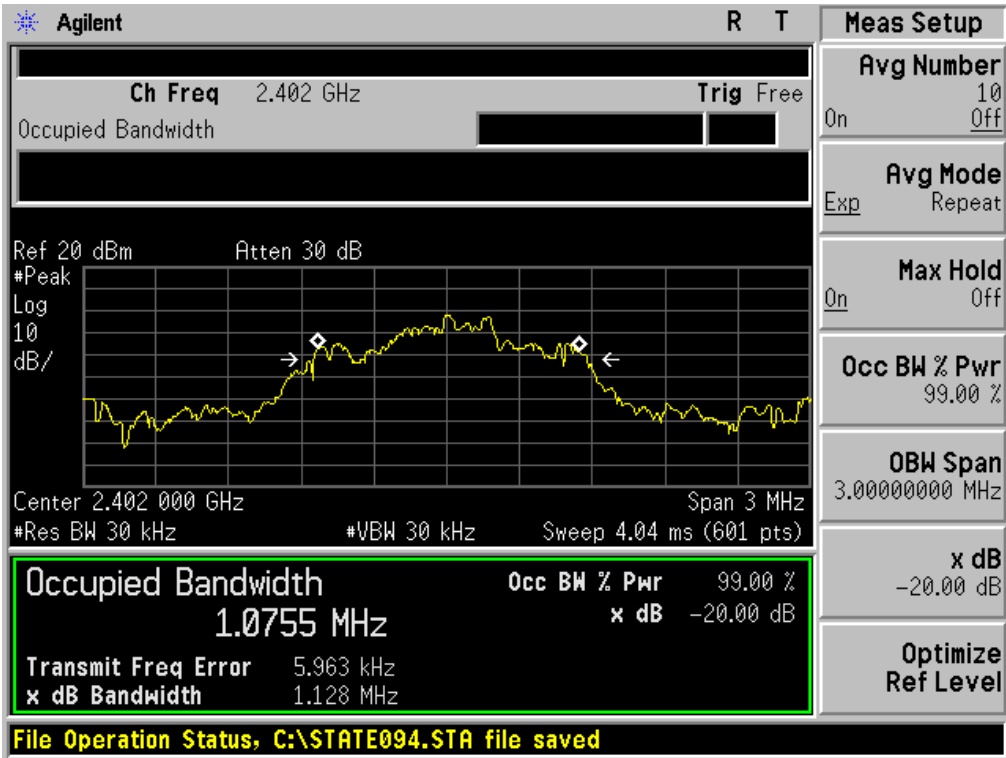 Agilent R T
Ch Freq 2.402 GHz Trig Free
Occupied Bandwidth
Ref 20 dBm Atten 30 dB
#Peak
Log
10
dB/
Center 2.402 000 GHz Span 3 MHz
#Res BW 30 kHz #VBW 30 kHz Sweep 4.04 ms (601 pts)
Occupied Bandwidth Occ BW % Pwr 99.00 %
1.0755 MHz x dB -20.00 dB
Transmit Freq Error 5.963 kHz
x dB Bandwidth 1.128 MHz
File Operation Status, C:\STATE094.STA file saved
Meas Setup
Avg Number
10
On Off
Avg Mode
Exp Repeat
Max Hold
On Off
Occ BW % Pwr
99.00 %
OBW Span
3.00000000 MHz
x dB
-20.00 dB
Optimize
Ref Level